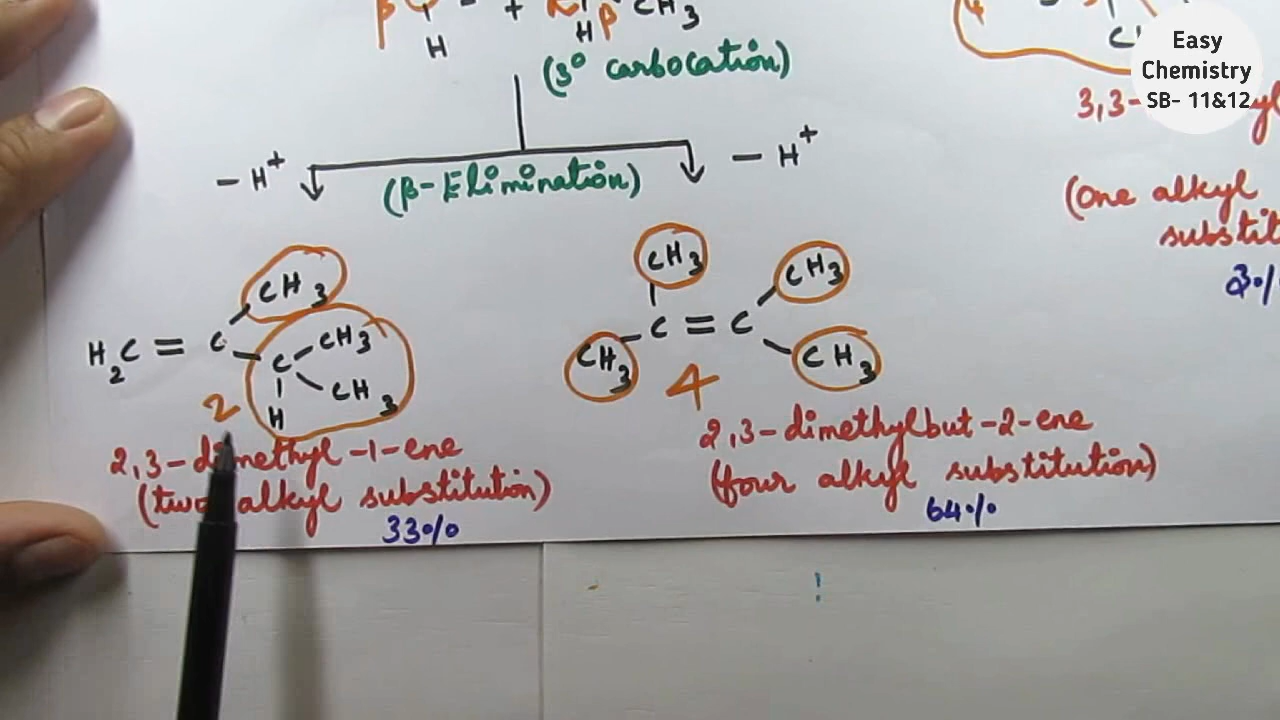 β
H
+
H
β
CH3
(3° carbocation)
Easy
Chemistry
SB- 11&12
3,3-
− H+
(β-Elimination)
− H+
(One alkyl
CH3
H2C = C
C
CH3
CH3
H
2
CH3
CH3
C = C
CH3
CH3
4
2,3-dimethyl-1-ene
(two alkyl substitution)
33%
2,3-dimethylbut-2-ene
(four alkyl substitution)
64%